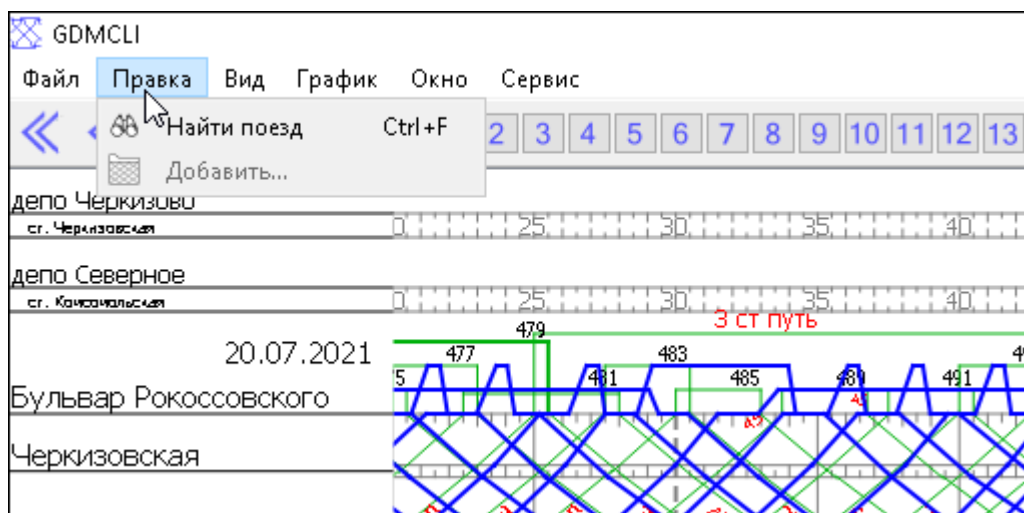 GDMCLI
Файл Правка Вид График Окно Сервис
Найти поезд Ctrl+F
2 3 4 5 6 7 8 9 10 11 12 13
Добавить...
депо Черкизово
ст. Черкизовская 25 30 35 40
депо Северное
ст. Комсомольская 25 30 35 40
3 ст путь
479
20.07.2021 477 483
481 485 489 491
Бульвар Рокоссовского
Черкизовская